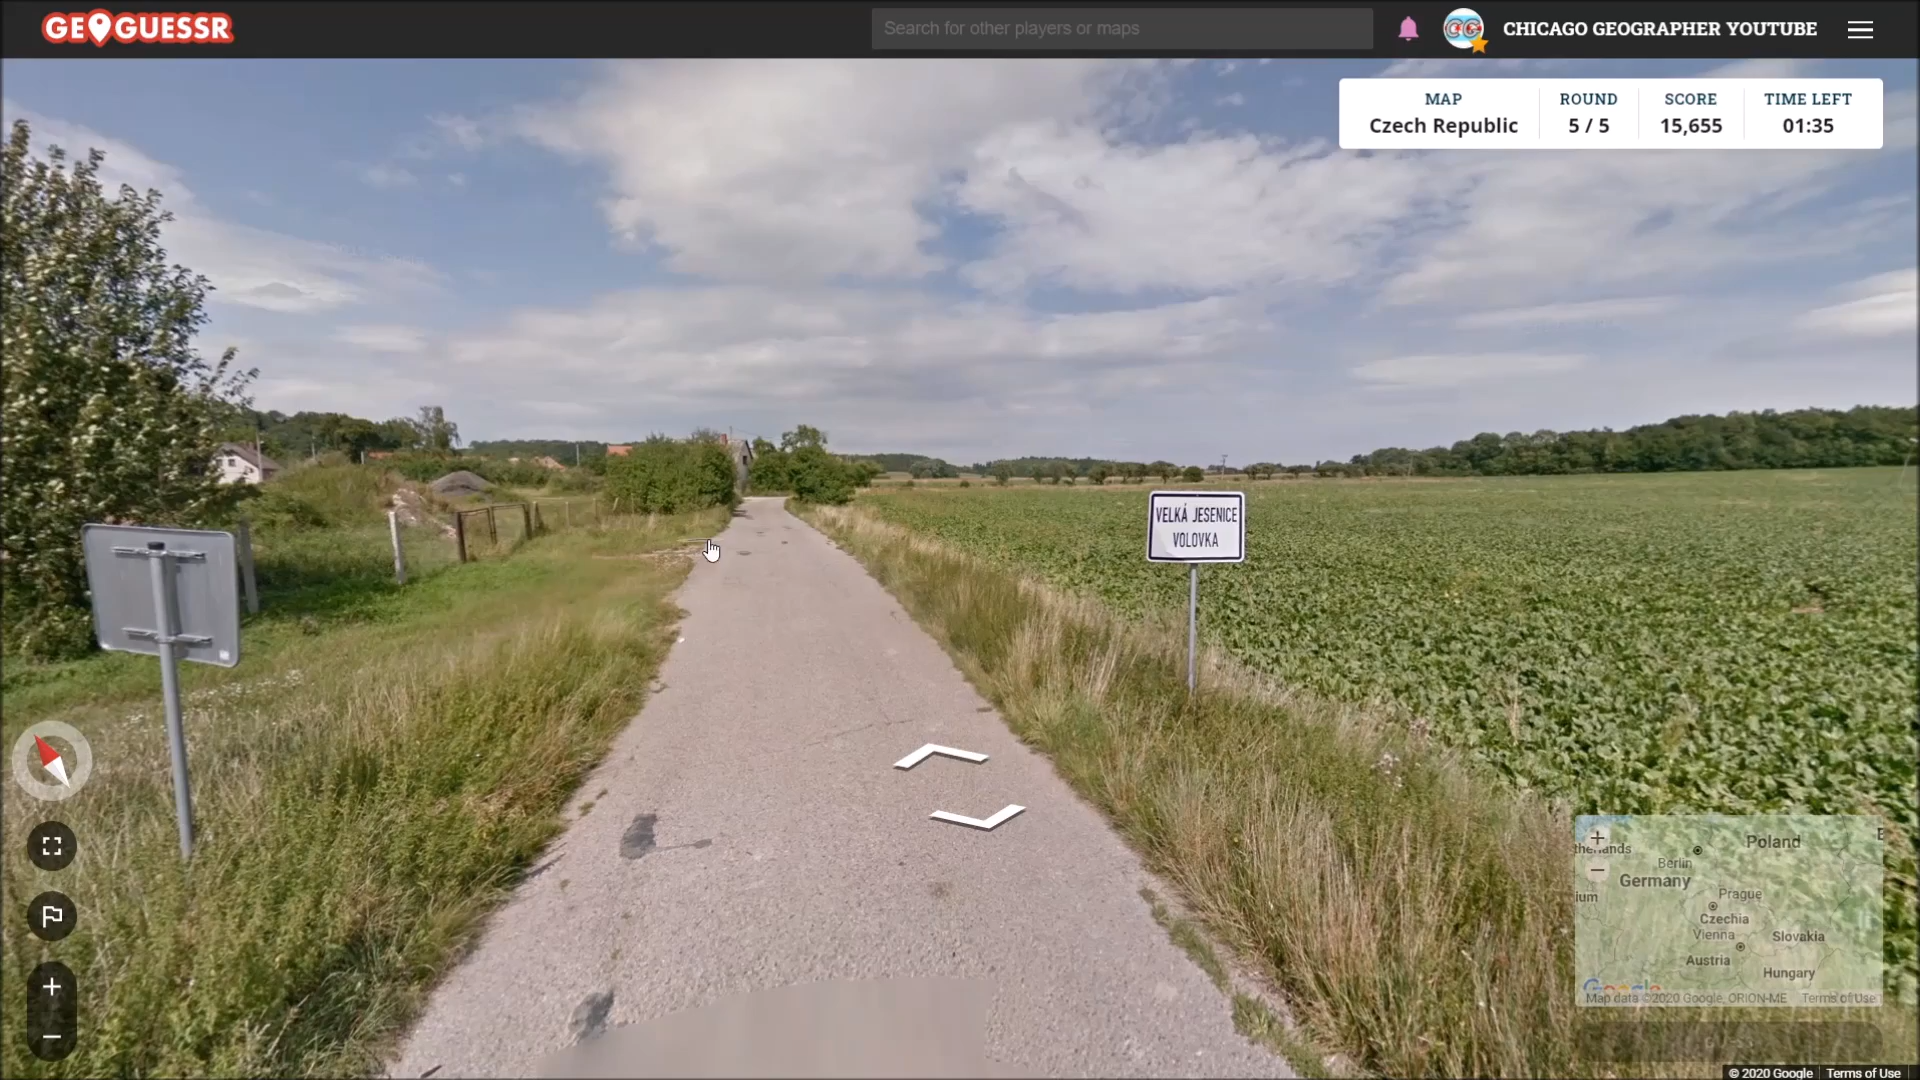 GEOGUESSR
Search for other players or maps
CHICAGO GEOGRAPHER YOUTUBE
MAP
Czech Republic
ROUND
5 / 5
SCORE
15,655
TIME LEFT
01:35
VELKÁ JESENICE
VOLOVKA
Poland
Berlin
Germany
Prague
Czechia
Vienna
Slovakia
Austria
Hungary
Google
Map data ©2020 Google, ORION-ME
Terms of Use
© 2020 Google
Terms of Use